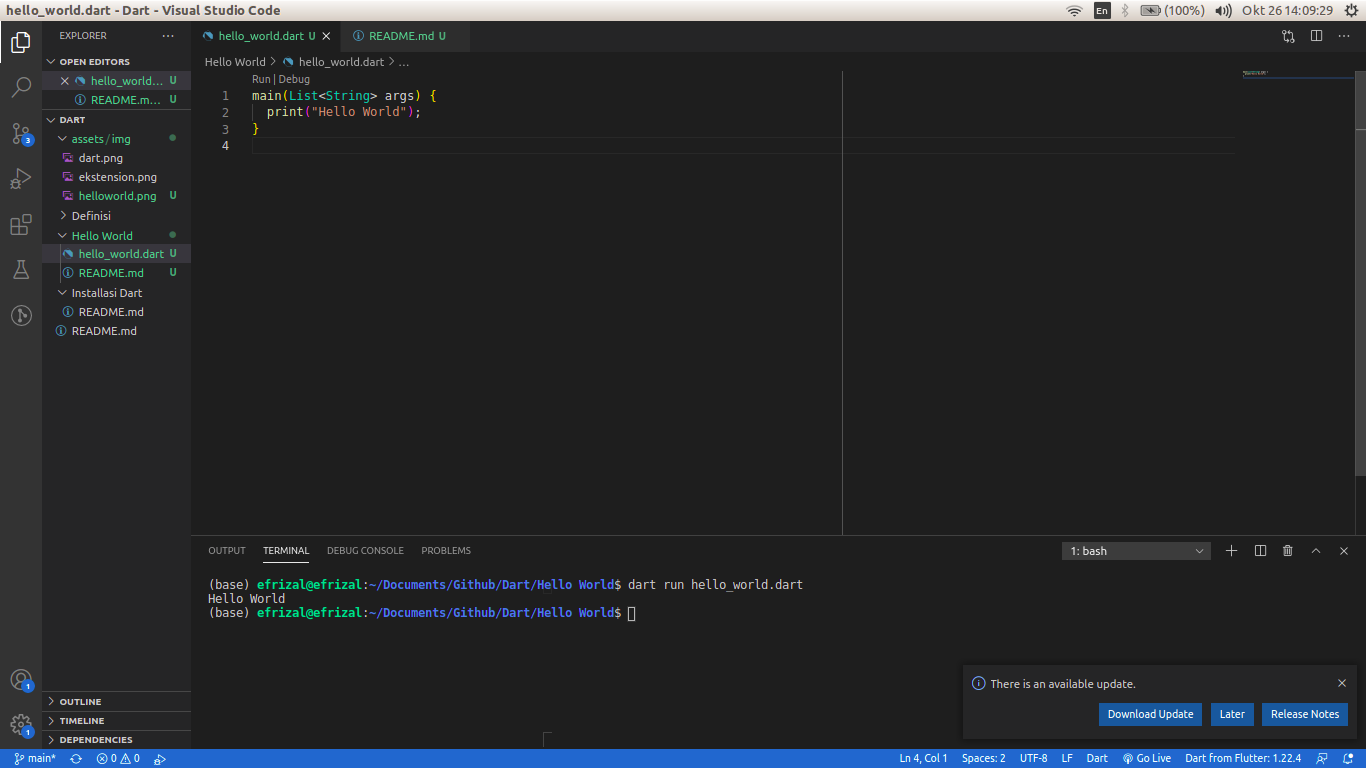 hello_world.dart - Dart - Visual Studio Code
En
(100%)
Okt 26 14:09:29
EXPLORER
OPEN EDITORS
hello_world... U
README.m... U
DART
assets / img
dart.png
ekstension.png
helloworld.png U
Definisi
Hello World
hello_world.dart U
README.md U
Installasi Dart
README.md
README.md
OUTLINE
TIMELINE
DEPENDENCIES
3
1
1
hello_world.dart U
README.md U
Hello World > hello_world.dart > ...
Run | Debug
1 main(List<String> args) {
2 print("Hello World");
3 }
4
OUTPUT TERMINAL DEBUG CONSOLE PROBLEMS
1: bash
(base) efrizal@efrizal:~/Documents/Github/Dart/Hello World$ dart run hello_world.dart
Hello World
(base) efrizal@efrizal:~/Documents/Github/Dart/Hello World$
There is an available update.
Download Update
Later
Release Notes
main*
0 0
Ln 4, Col 1
Spaces: 2
UTF-8
LF
Dart
Go Live
Dart from Flutter: 1.22.4